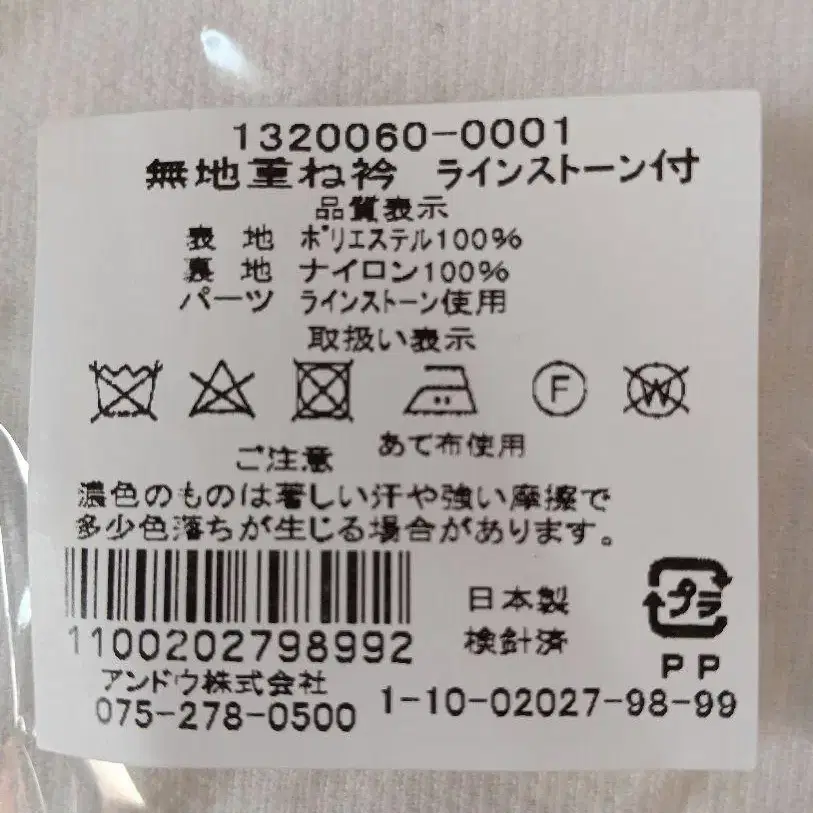 1320060-0001
無地重ね衿 ラインストーン付
品質表示
表 地 ポリエステル100%
裏 地 ナイロン100%
パーツ ラインストーン使用
取扱い表示
F W
あて布使用
ご注意
濃色のものは著しい汗や強い摩擦で
多少色落ちが生じる場合があります。
日本製
検針済
プラ
PP
1100202798992
アンドウ株式会社
075-278-0500
1-10-02027-98-99